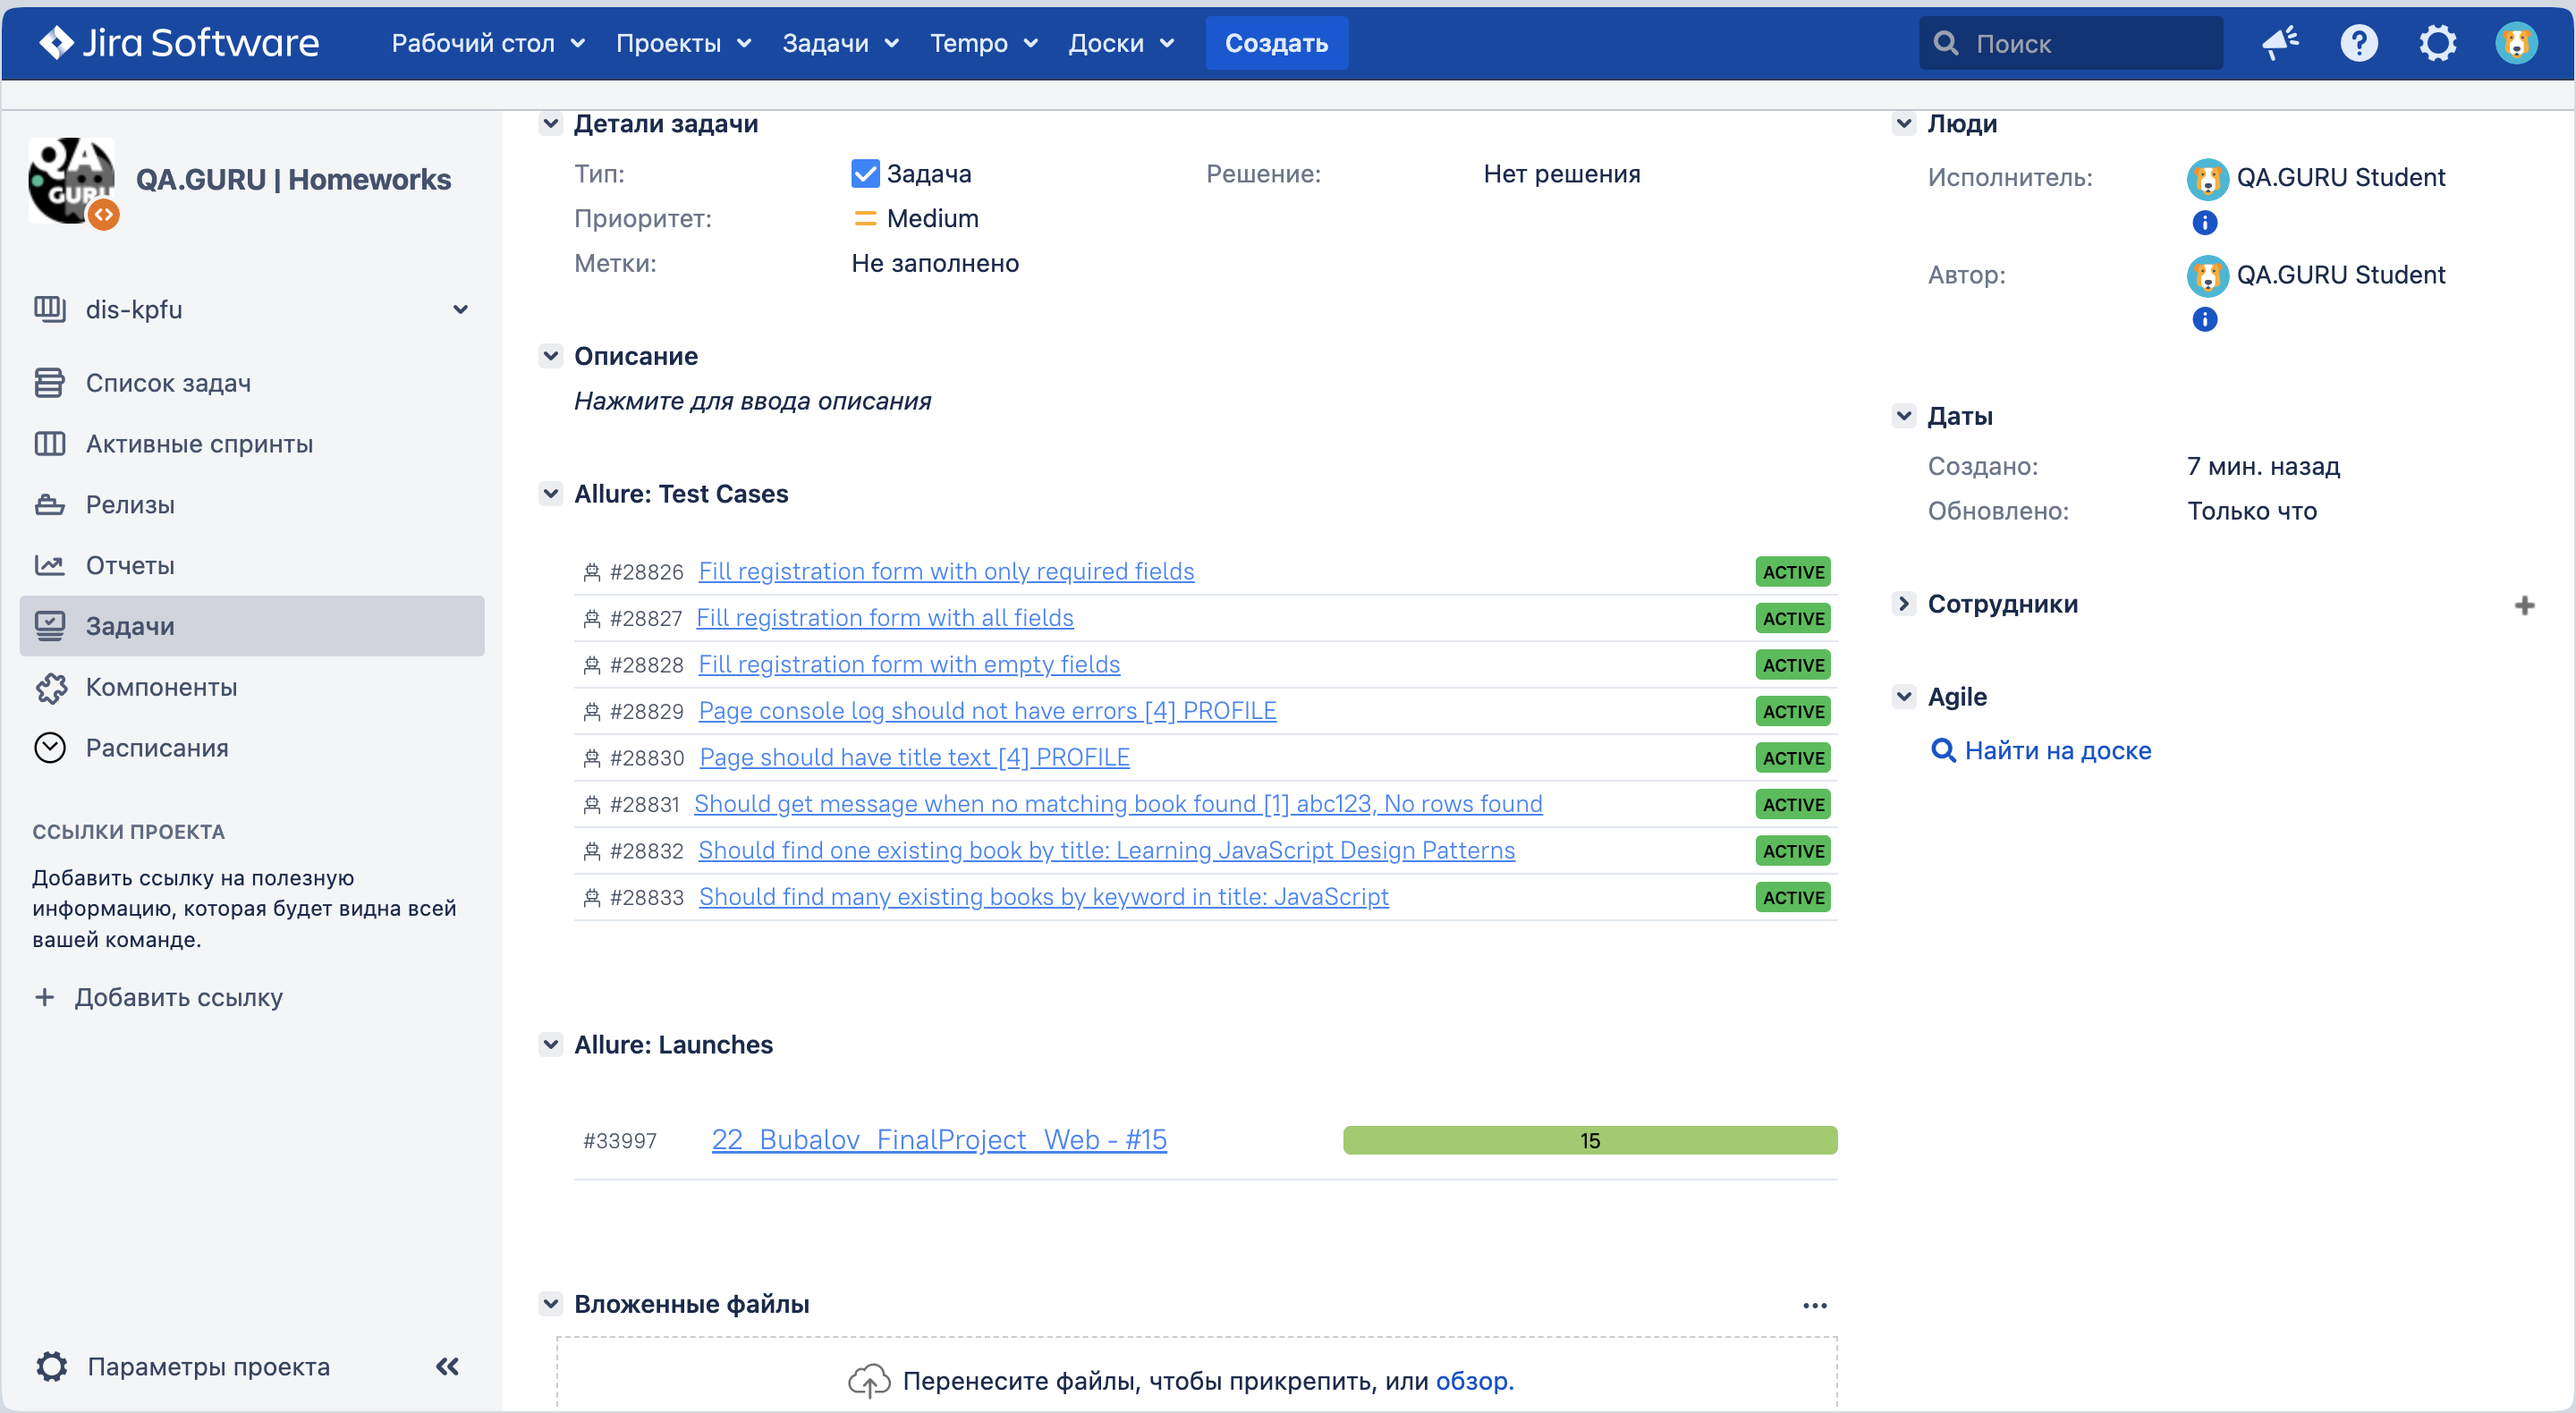 Jira Software
Рабочий стол
Проекты
Задачи
Tempo
Доски
Создать
Поиск
QA GURU
QA.GURU | Homeworks
dis-kpfu
Список задач
Активные спринты
Релизы
Отчеты
Задачи
Компоненты
Расписания
ССЫЛКИ ПРОЕКТА
Добавить ссылку на полезную
информацию, которая будет видна всей
вашей команде.
+ Добавить ссылку
Параметры проекта
Детали задачи
Тип: Задача
Решение: Нет решения
Приоритет: Medium
Метки: Не заполнено
Описание
Нажмите для ввода описания
Allure: Test Cases
#28826 Fill registration form with only required fields ACTIVE
#28827 Fill registration form with all fields ACTIVE
#28828 Fill registration form with empty fields ACTIVE
#28829 Page console log should not have errors [4] PROFILE ACTIVE
#28830 Page should have title text [4] PROFILE ACTIVE
#28831 Should get message when no matching book found [1] abc123, No rows found ACTIVE
#28832 Should find one existing book by title: Learning JavaScript Design Patterns ACTIVE
#28833 Should find many existing books by keyword in title: JavaScript ACTIVE
Allure: Launches
#33997 22_Bubalov_FinalProject_Web - #15 15
Вложенные файлы
Перенесите файлы, чтобы прикрепить, или обзор.
Люди
Исполнитель: QA.GURU Student
Автор: QA.GURU Student
Даты
Создано: 7 мин. назад
Обновлено: Только что
Сотрудники
Agile
Найти на доске